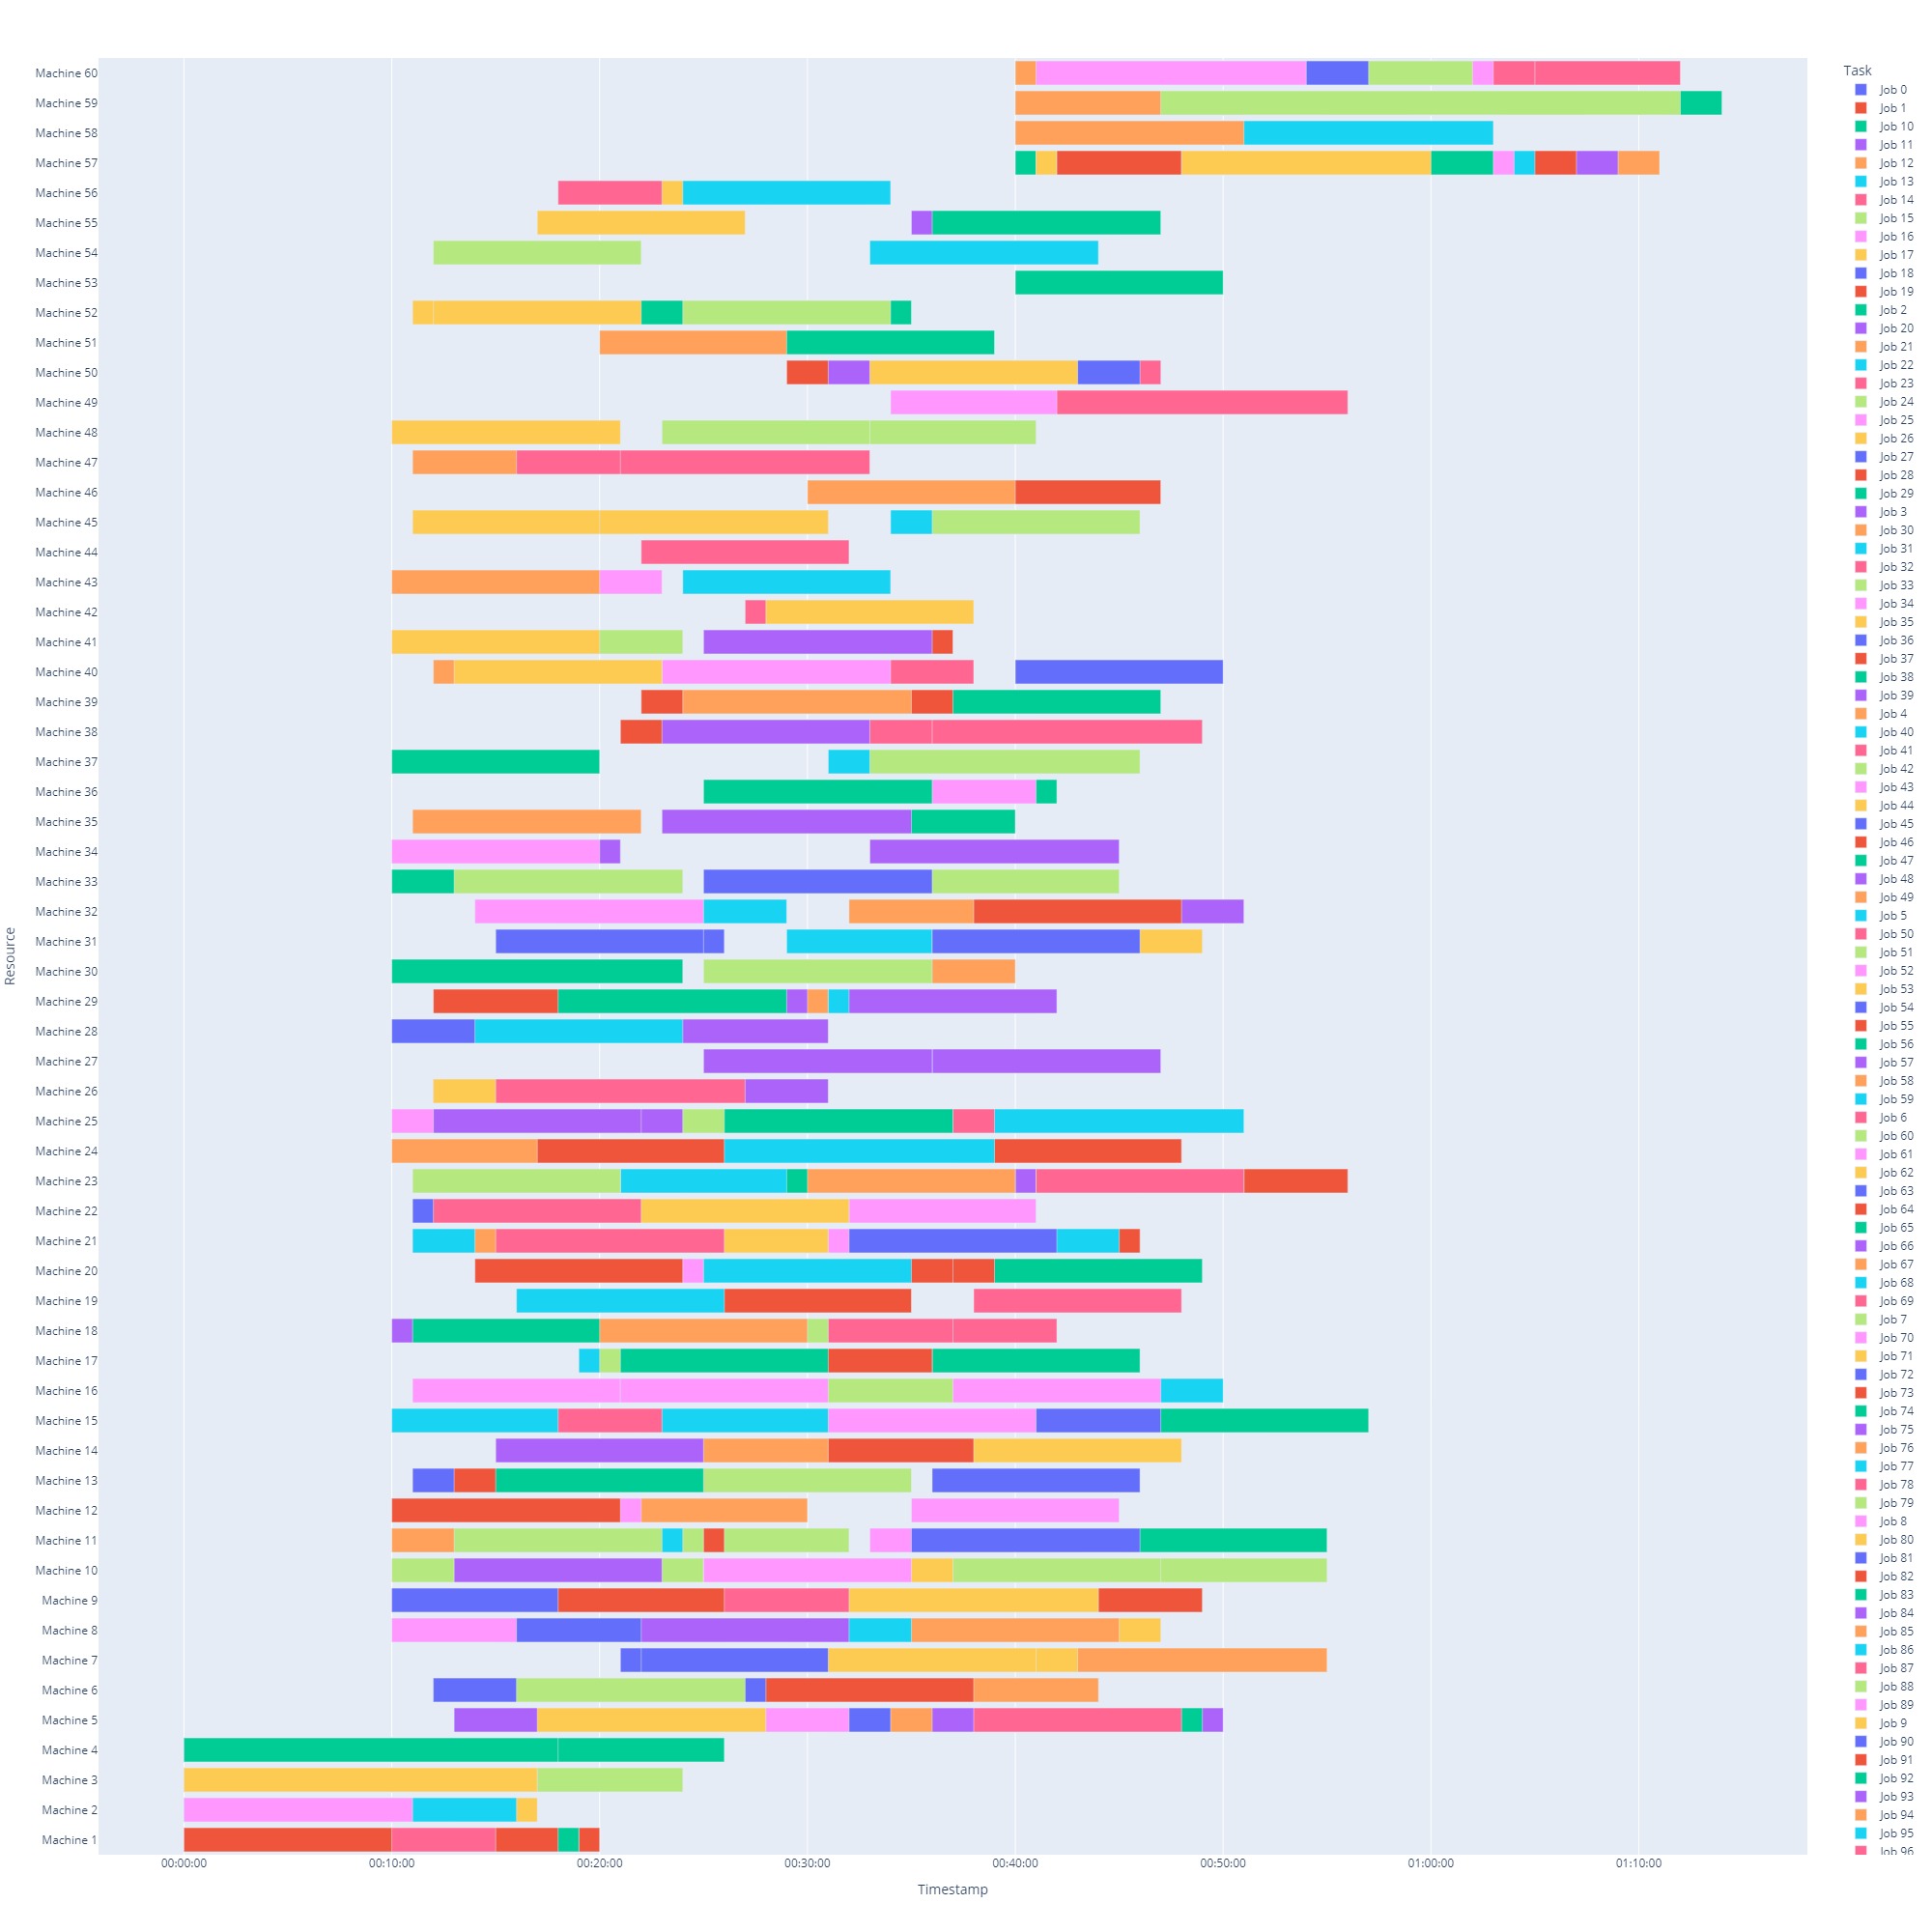 Machine 60
Machine 59
Machine 58
Machine 57
Machine 56
Machine 55
Machine 54
Machine 53
Machine 52
Machine 51
Machine 50
Machine 49
Machine 48
Machine 47
Machine 46
Machine 45
Machine 44
Machine 43
Machine 42
Machine 41
Machine 40
Machine 39
Machine 38
Machine 37
Machine 36
Machine 35
Machine 34
Machine 33
Machine 32
Machine 31
Machine 30
Machine 29
Machine 28
Machine 27
Machine 26
Machine 25
Machine 24
Machine 23
Machine 22
Machine 21
Machine 20
Machine 19
Machine 18
Machine 17
Machine 16
Machine 15
Machine 14
Machine 13
Machine 12
Machine 11
Machine 10
Machine 9
Machine 8
Machine 7
Machine 6
Machine 5
Machine 4
Machine 3
Machine 2
Machine 1
Resource
00:00:00 00:10:00 00:20:00 00:30:00 00:40:00 00:50:00 01:00:00 01:10:00
Timestamp
Task
Job 0
Job 1
Job 10
Job 11
Job 12
Job 13
Job 14
Job 15
Job 16
Job 17
Job 18
Job 19
Job 2
Job 20
Job 21
Job 22
Job 23
Job 24
Job 25
Job 26
Job 27
Job 28
Job 29
Job 3
Job 30
Job 31
Job 32
Job 33
Job 34
Job 35
Job 36
Job 37
Job 38
Job 39
Job 4
Job 40
Job 41
Job 42
Job 43
Job 44
Job 45
Job 46
Job 47
Job 48
Job 49
Job 5
Job 50
Job 51
Job 52
Job 53
Job 54
Job 55
Job 56
Job 57
Job 58
Job 59
Job 6
Job 60
Job 61
Job 62
Job 63
Job 64
Job 65
Job 66
Job 67
Job 68
Job 69
Job 7
Job 70
Job 71
Job 72
Job 73
Job 74
Job 75
Job 76
Job 77
Job 78
Job 79
Job 8
Job 80
Job 81
Job 82
Job 83
Job 84
Job 85
Job 86
Job 87
Job 88
Job 89
Job 9
Job 90
Job 91
Job 92
Job 93
Job 94
Job 95
Job 96